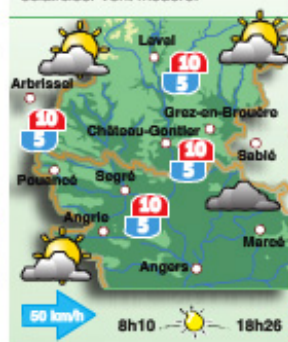 Laval
10
5
Arbrissel
10
5
Grez-en-Brouère
Château-Gontier
10
5
Sablé
Pouancé
Segré
10
5
Angrie
Marcé
Angers
50 km/h
8h10
18h26